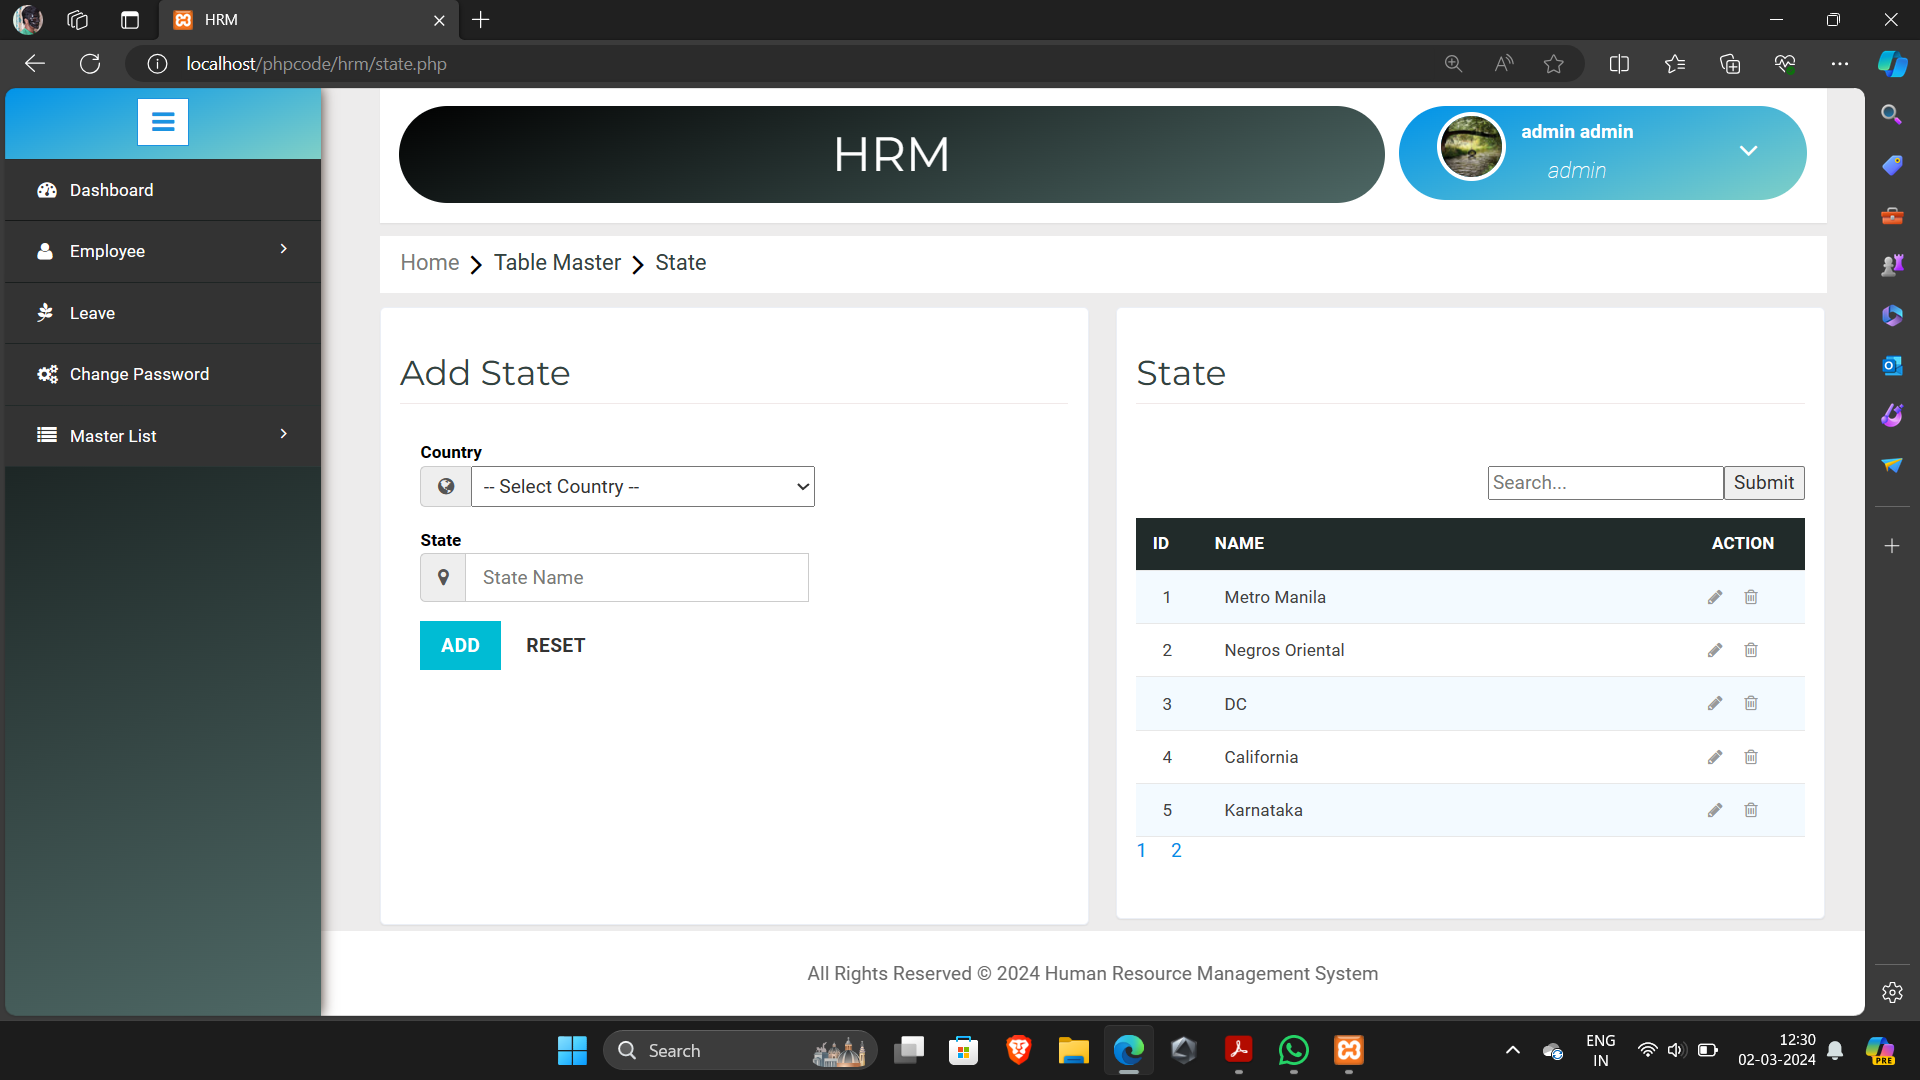 HRM
localhost/phpcode/hrm/state.php
HRM
admin admin
admin
Dashboard
Employee
Leave
Change Password
Master List
Home > Table Master > State
Add State
Country
-- Select Country --
State
State Name
ADD RESET
State
Search... Submit
ID NAME ACTION
1 Metro Manila
2 Negros Oriental
3 DC
4 California
5 Karnataka
1 2
All Rights Reserved © 2024 Human Resource Management System
Search
ENG
IN
12:30
02-03-2024
PRE